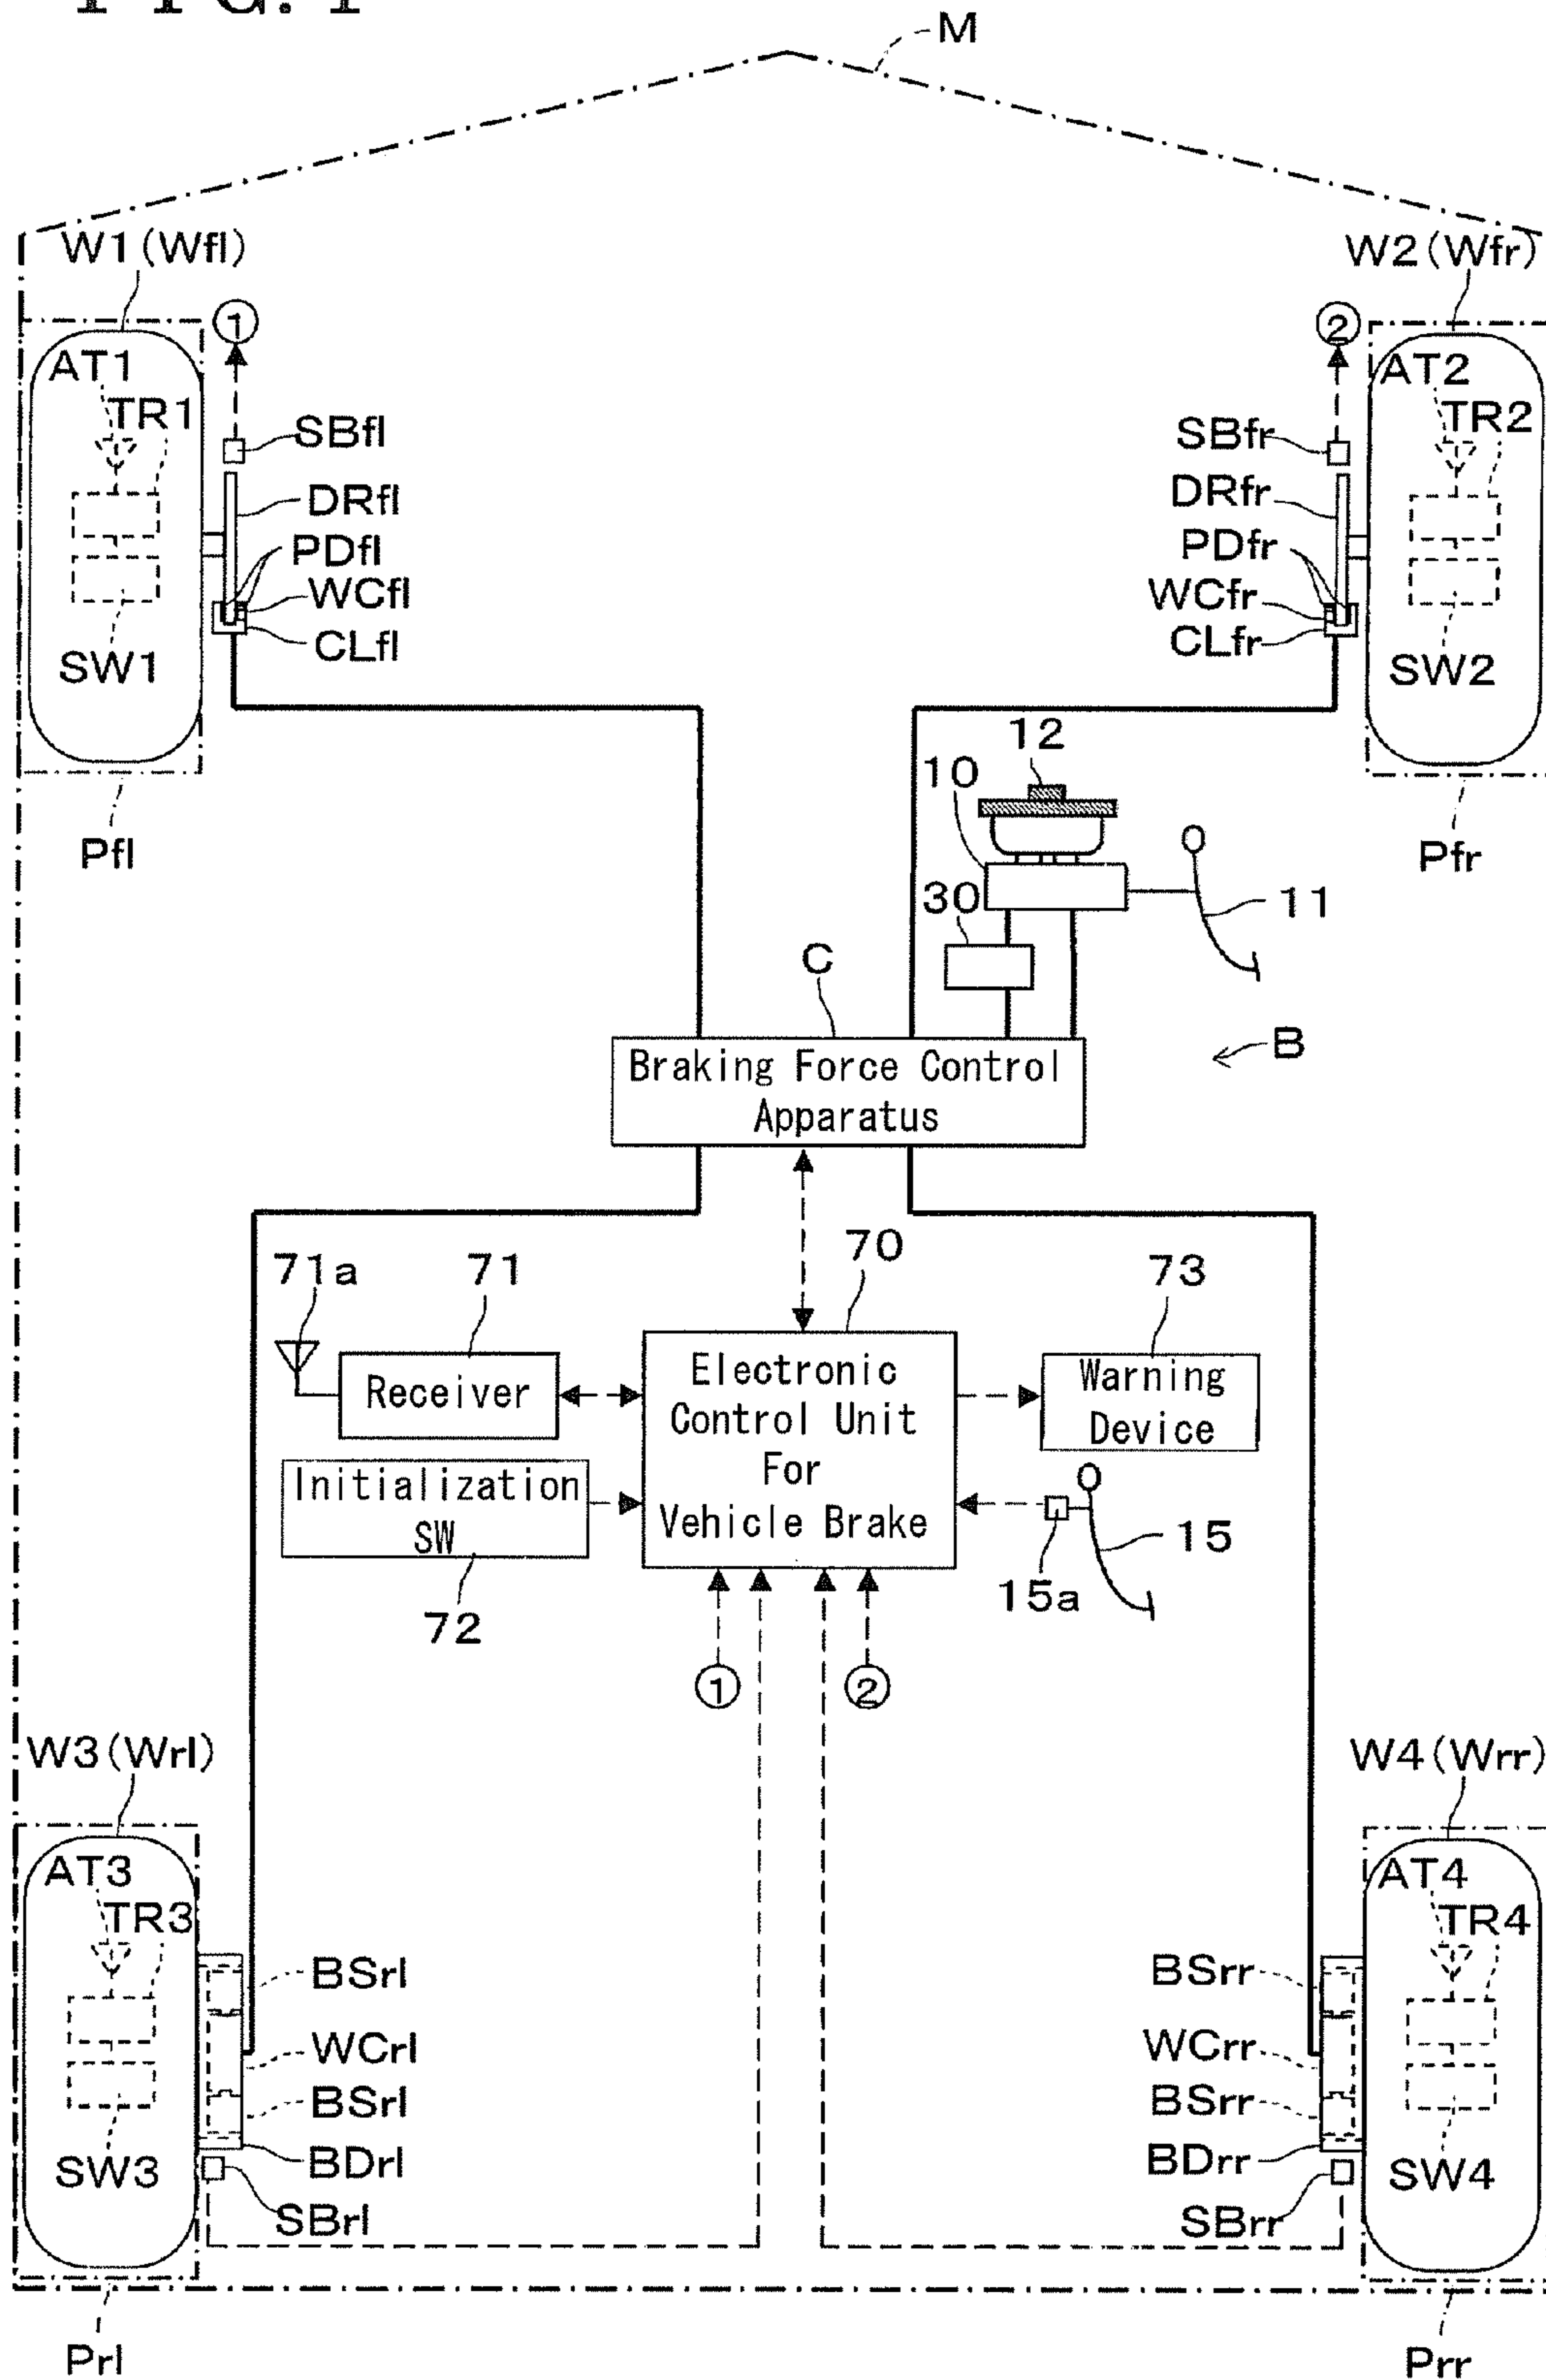 FIG. 1
M
W1(Wfl)
W2(Wfr)
1
2
AT1
AT2
TR1
TR2
SBfl
SBfr
DRfl
DRfr
PDfl
PDfr
WCfl
WCfr
CLfl
CLfr
SW1
SW2
12
10
Pfl
Pfr
30
11
C
B
Braking Force Control
Apparatus
70
71a
71
73
Electronic
Control Unit
For
Vehicle Brake
Receiver
Warning
Device
Initialization
SW
15
15a
72
1
2
W3(Wrl)
W4(Wrr)
AT3
AT4
TR3
TR4
BSrl
BSrr
WCrl
WCrr
BSrl
BSrr
BDrl
BDrr
SW3
SW4
SBrl
SBrr
Prl
Prr